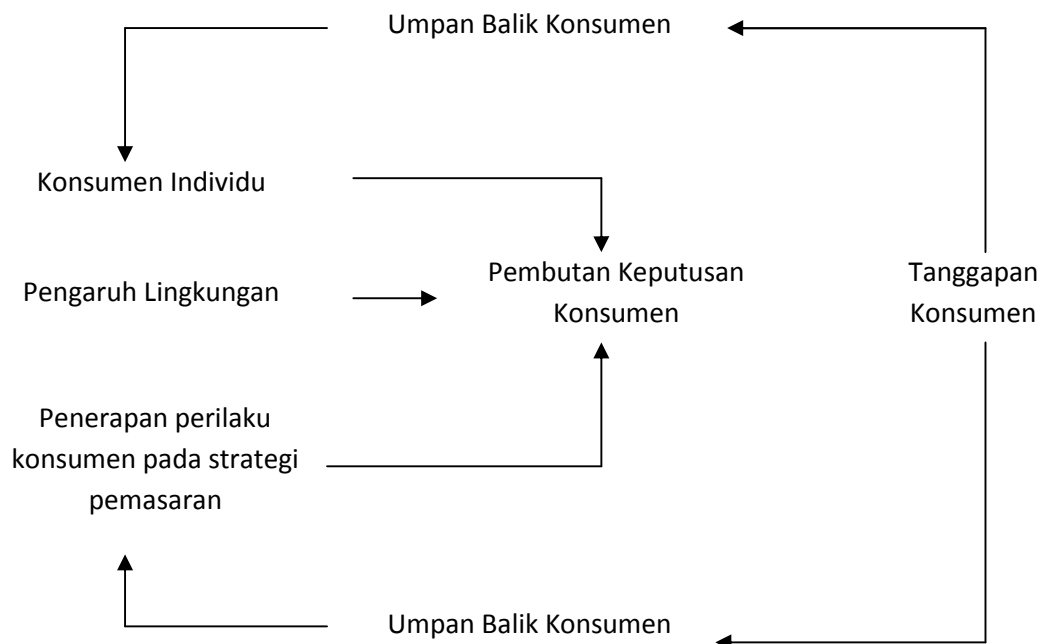 Umpan Balik Konsumen
Konsumen Individu
Pengaruh Lingkungan
Pembutan Keputusan
Konsumen
Tanggapan
Konsumen
Penerapan perilaku
konsumen pada strategi
pemasaran
Umpan Balik Konsumen